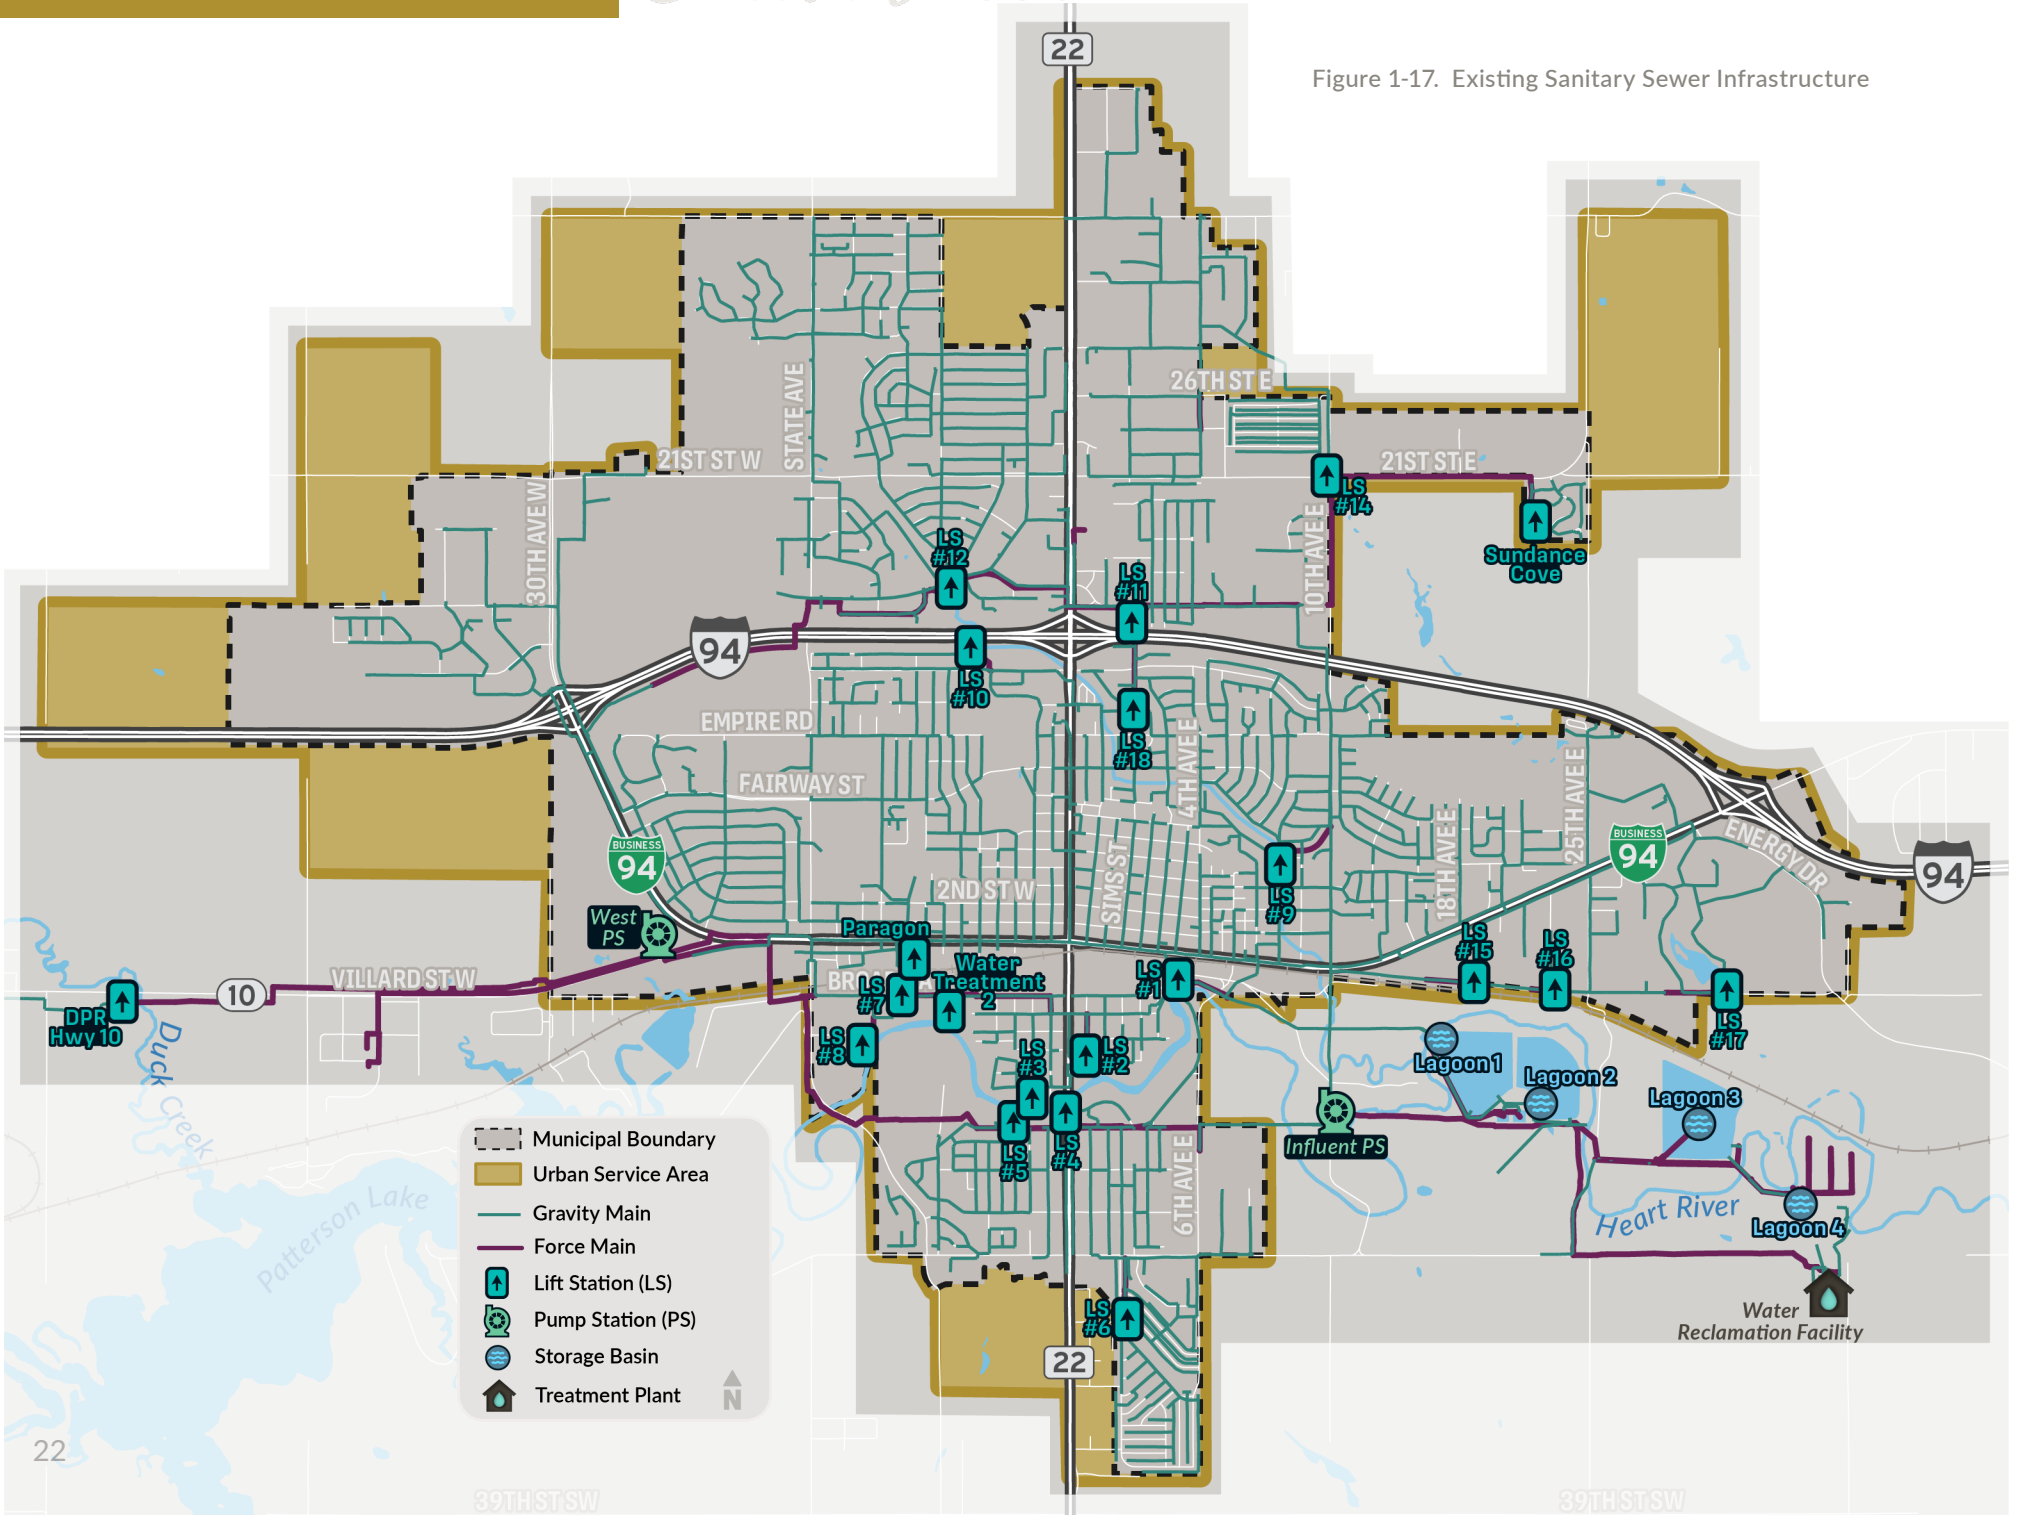 22
Figure 1-17.  Existing Sanitary Sewer Infrastructure
26TH ST E
STATE AVE
21ST ST W
21ST ST E
30TH AVE W
LS
#14
10TH AVE E
LS
#12
Sundance
Cove
LS
#11
94
LS
#10
EMPIRE RD
LS
#18
4TH AVE E
FAIRWAY ST
25TH AVE E
18TH AVE E
BUSINESS
94
BUSINESS
94
ENERGY DR
94
2ND ST W
SIMS ST
LS
#9
West
PS
Paragon
LS
#15
LS
#16
VILLARD ST W
10
Water
Treatment
2
LS
#7
LS
#1
DPR
Hwy 10
LS
#17
LS
#8
LS
#3
LS
#2
Duck Creek
Lagoon 1
Lagoon 2
Lagoon 3
LS
#5
LS
#4
Influent PS
6TH AVE E
Heart River
Lagoon 4
Patterson Lake
Municipal Boundary
Urban Service Area
Gravity Main
Force Main
Lift Station (LS)
Pump Station (PS)
Storage Basin
Treatment Plant
N
LS
#6
22
Water
Reclamation Facility
22
39TH ST SW
39TH ST SW